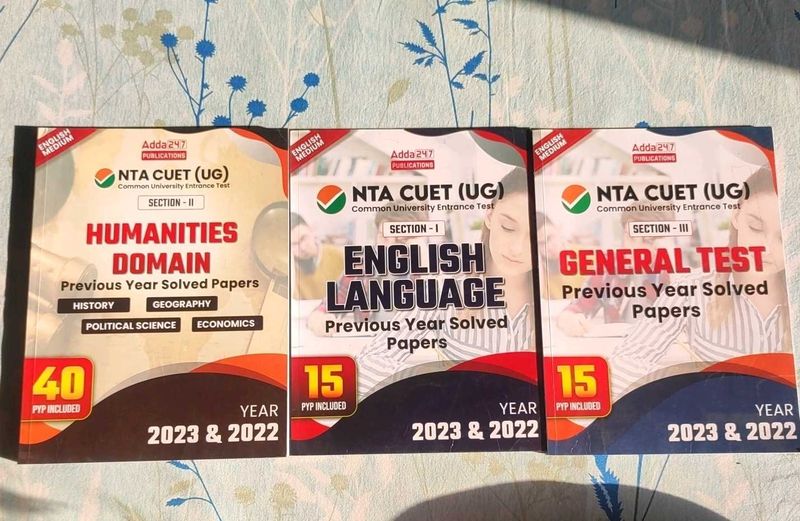 ENGLISH
MEDIUM
Adda247
PUBLICATIONS
NTA CUET (UG)
Common University Entrance Test
SECTION - II
HUMANITIES
DOMAIN
Previous Year Solved Papers
HISTORY GEOGRAPHY
POLITICAL SCIENCE ECONOMICS
40
PYP INCLUDED
YEAR
2023 & 2022
ENGLISH
MEDIUM
Adda247
PUBLICATIONS
NTA CUET (UG)
Common University Entrance Test
SECTION - I
ENGLISH
LANGUAGE
Previous Year Solved
Papers
15
PYP INCLUDED
YEAR
2023 & 2022
ENGLISH
MEDIUM
Adda247
PUBLICATIONS
NTA CUET (UG)
Common University Entrance Test
SECTION - III
GENERAL TEST
Previous Year Solved
Papers
15
PYP INCLUDED
YEAR
2023 & 2022